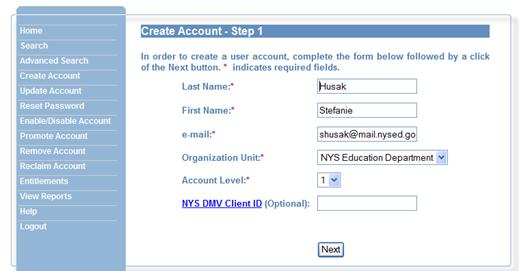 Home
Search
Advanced Search
Create Account
Update Account
Reset Password
Enable/Disable Account
Promote Account
Remove Account
Reclaim Account
Entitlements
View Reports
Help
Logout
Create Account - Step 1
In order to create a user account, complete the form below followed by a click
of the Next button. * indicates required fields.
Last Name:* Husak
First Name:* Stefanie
e-mail:* shusak@mail.nysed.go
Organization Unit:* NYS Education Department
Account Level:* 1
NYS DMV Client ID (Optional):
Next